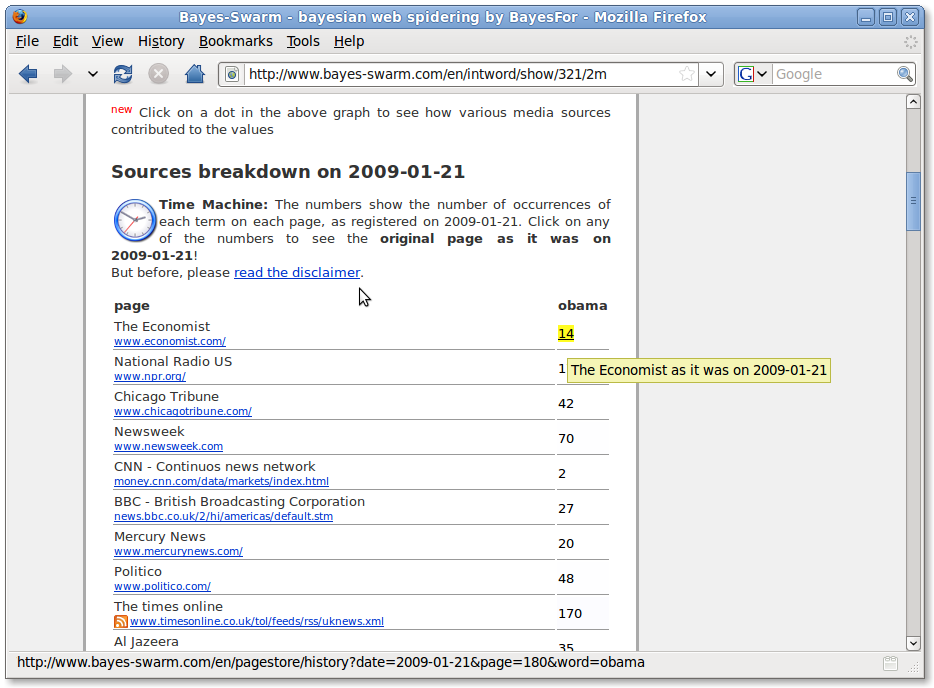 Bayes-Swarm - bayesian web spidering by BayesFor - Mozilla Firefox
File Edit View History Bookmarks Tools Help
http://www.bayes-swarm.com/en/intword/show/321/2m
G Google
new Click on a dot in the above graph to see how various media sources
contributed to the values
Sources breakdown on 2009-01-21
Time Machine: The numbers show the number of occurrences of
each term on each page, as registered on 2009-01-21. Click on any
of the numbers to see the original page as it was on
2009-01-21!
But before, please read the disclaimer.
page obama
The Economist
www.economist.com/ 14
National Radio US
www.npr.org/
The Economist as it was on 2009-01-21
Chicago Tribune
www.chicagotribune.com/ 42
Newsweek
www.newsweek.com 70
CNN - Continuos news network
money.cnn.com/data/markets/index.html 2
BBC - British Broadcasting Corporation
news.bbc.co.uk/2/hi/americas/default.stm 27
Mercury News
www.mercurynews.com/ 20
Politico
www.politico.com/ 48
The times online
www.timesonline.co.uk/tol/feeds/rss/uknews.xml 170
Al Jazeera
35
http://www.bayes-swarm.com/en/pagestore/history?date=2009-01-21&page=180&word=obama